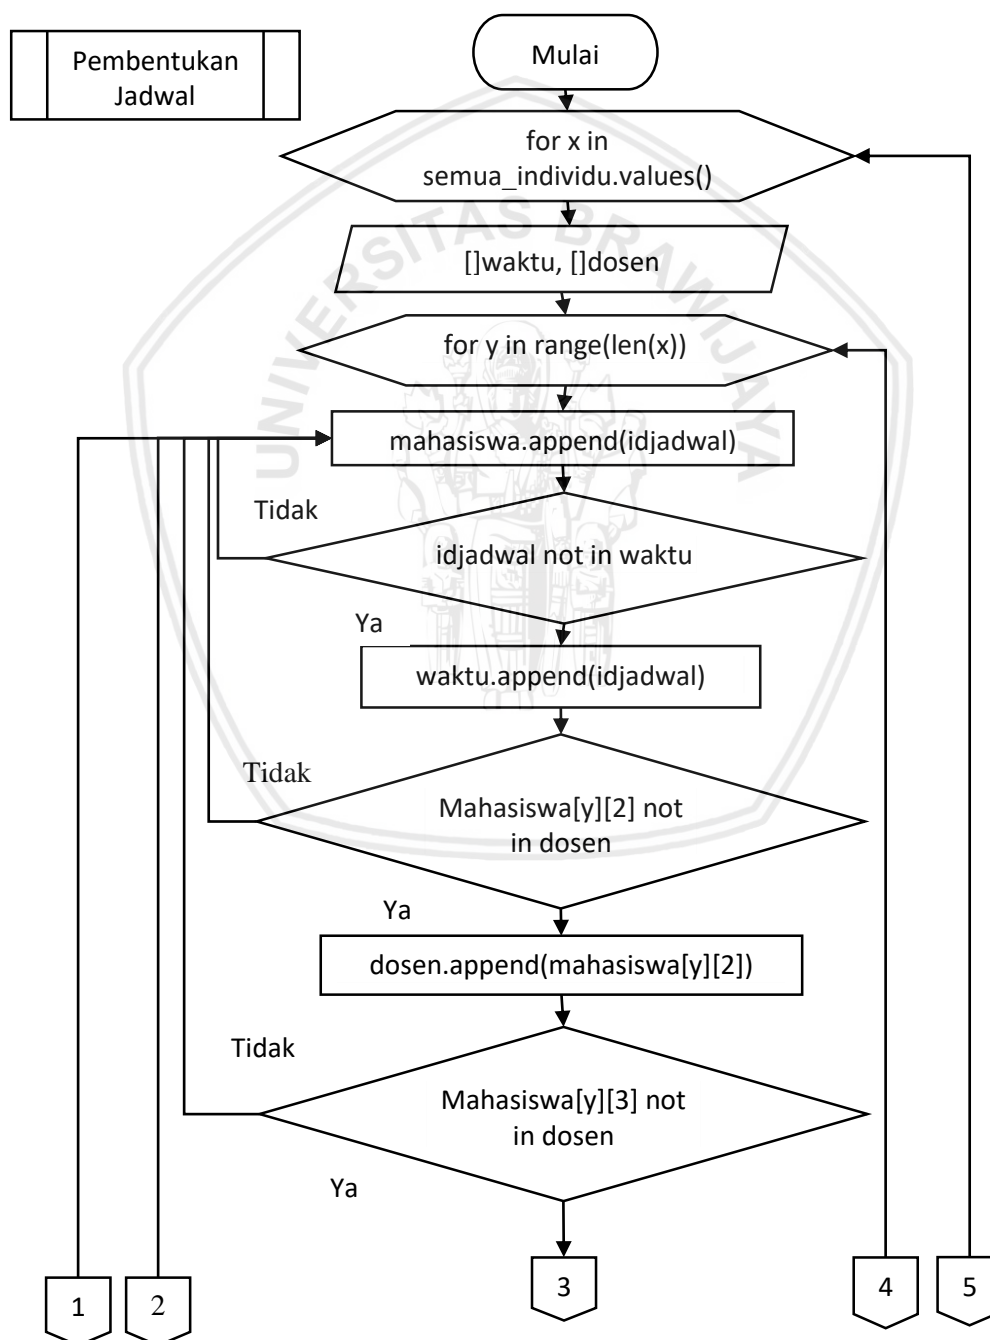 Pembentukan
Jadwal
Mulai
for x in
semua_individu.values()
[]waktu, []dosen
for y in range(len(x))
mahasiswa.append(idjadwal)
Tidak
idjadwal not in waktu
Ya
waktu.append(idjadwal)
Tidak
Mahasiswa[y][2] not
in dosen
Ya
dosen.append(mahasiswa[y][2])
Tidak
Mahasiswa[y][3] not
in dosen
Ya
1
2
3
4
5
UNIVERSITAS BRAWIJAYA